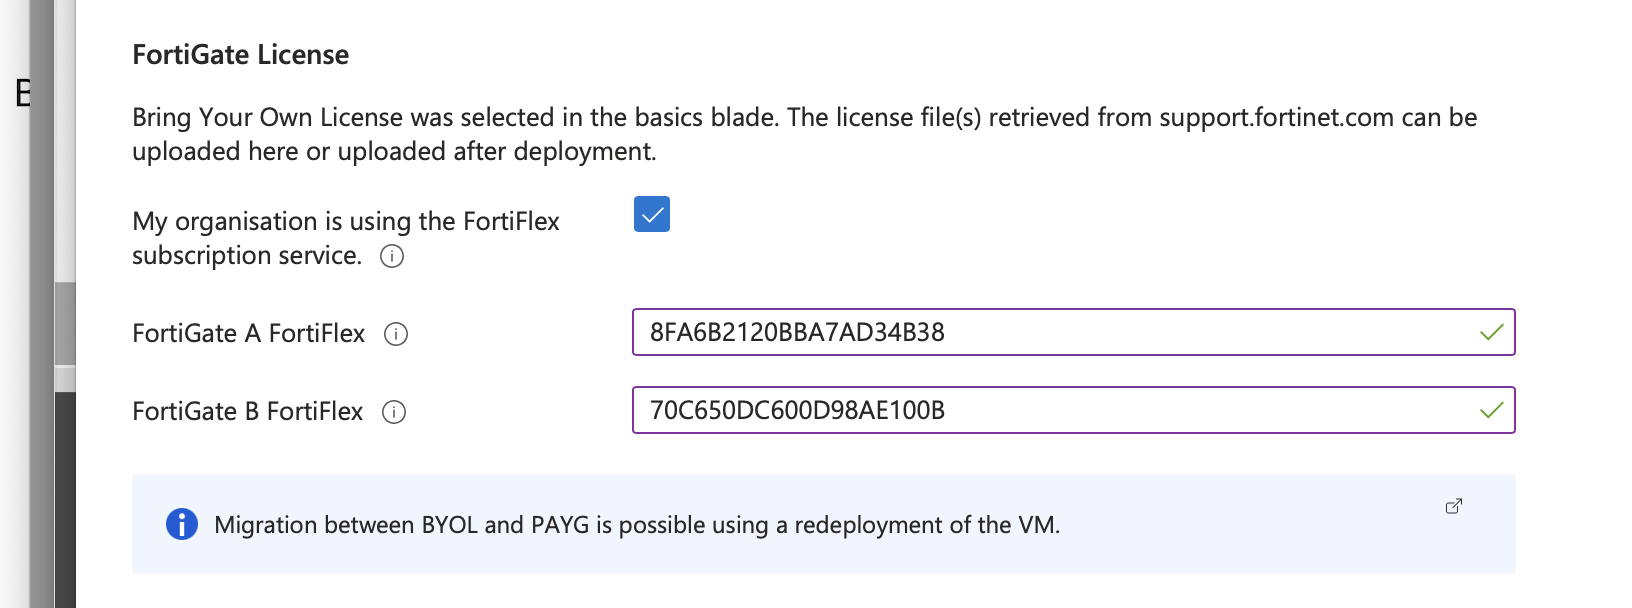 FortiGate License
Bring Your Own License was selected in the basics blade. The license file(s) retrieved from support.fortinet.com can be
uploaded here or uploaded after deployment.
My organisation is using the FortiFlex
subscription service.
FortiGate A FortiFlex
8FA6B2120BBA7AD34B38
FortiGate B FortiFlex
70C650DC600D98AE100B
Migration between BYOL and PAYG is possible using a redeployment of the VM.